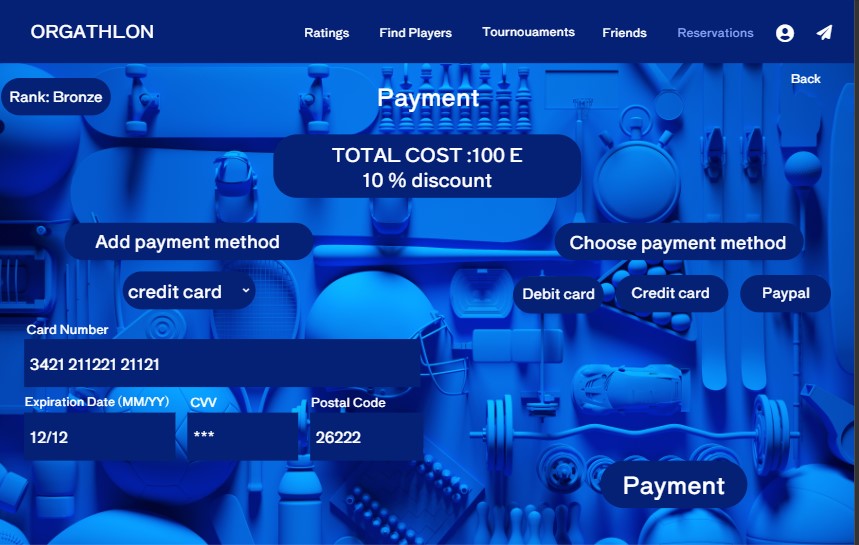 ORGATHLON
Ratings
Find Players
Tournouaments
Friends
Reservations
Back
Rank: Bronze
Payment
TOTAL COST :100 E
10 % discount
Add payment method
Choose payment method
credit card
Debit card
Credit card
Paypal
Card Number
3421 211221 21121
Expiration Date (MM/YY)
CVV
Postal Code
12/12
***
26222
Payment